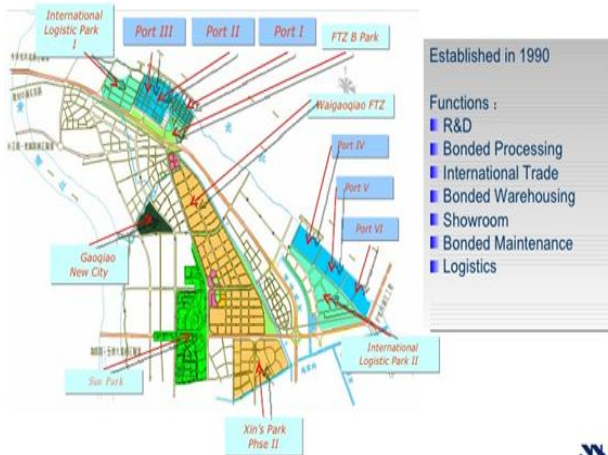 International
Logistic Park
I
Port III
Port II
Port I
FTZ B Park
Waigaoqiao FTZ
Port IV
Port V
Port VI
Gaoqiao
New City
Sun Park
International
Logistic Park II
Xin's Park
Phse II
Established in 1990
Functions :
R&D
Bonded Processing
International Trade
Bonded Warehousing
Showroom
Bonded Maintenance
Logistics